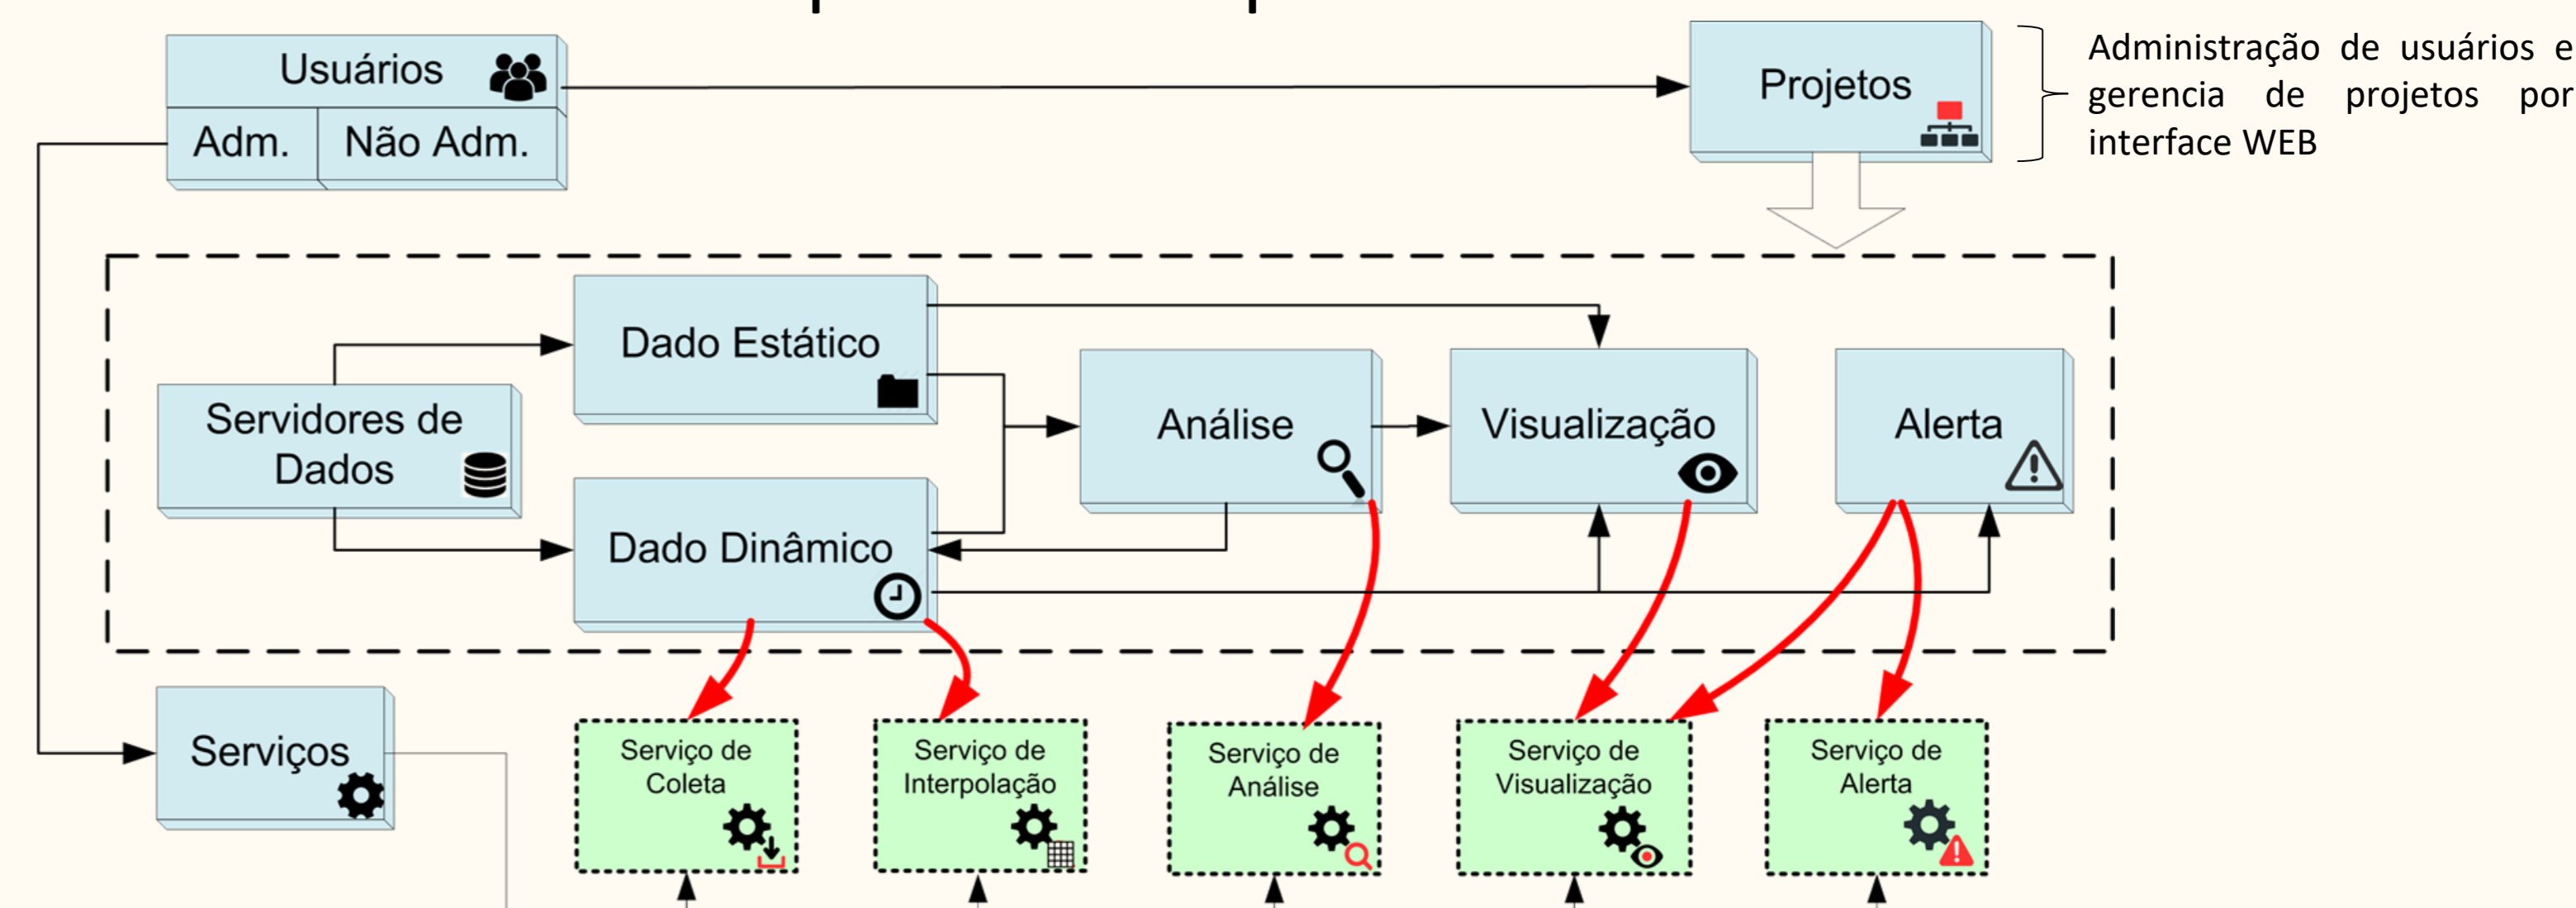 Usuários
Adm.
Não Adm.
Projetos
Administração de usuários e
gerencia de projetos por
interface WEB
Dado Estático
Servidores de
Dados
Dado Dinâmico
Análise
Visualização
Alerta
Serviços
Serviço de
Coleta
Serviço de
Interpolação
Serviço de
Análise
Serviço de
Visualização
Serviço de
Alerta